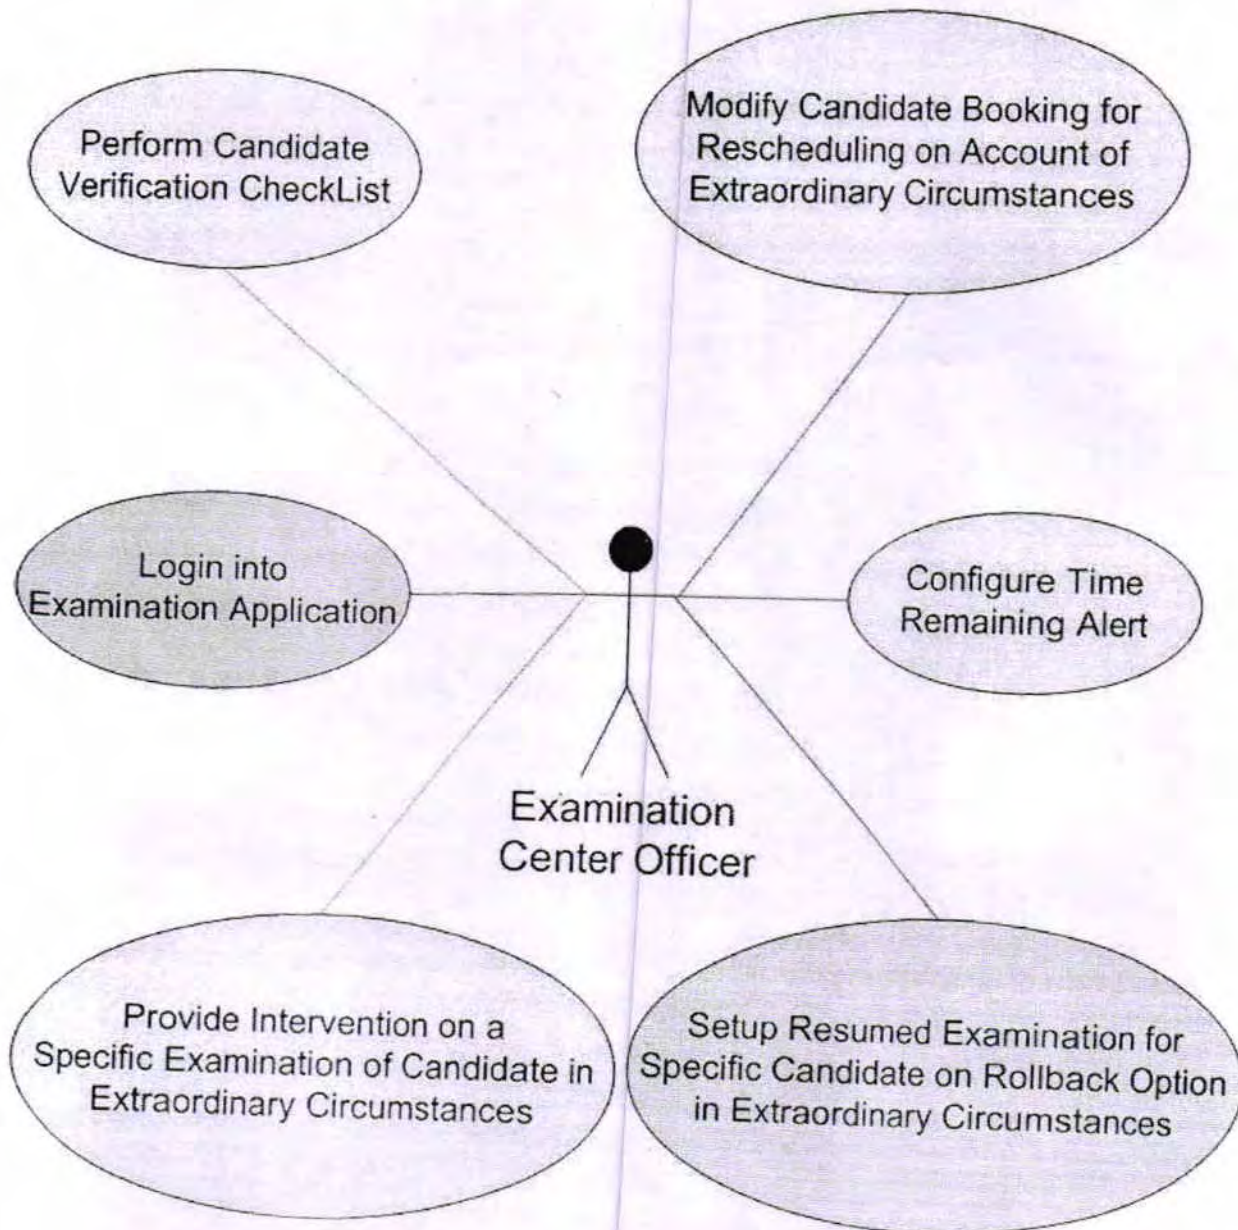 Perform Candidate
Verification CheckList
Modify Candidate Booking for
Rescheduling on Account of
Extraordinary Circumstances
Login into
Examination Application
Configure Time
Remaining Alert
Examination
Center Officer
Provide Intervention on a
Specific Examination of Candidate in
Extraordinary Circumstances
Setup Resumed Examination for
Specific Candidate on Rollback Option
in Extraordinary Circumstances